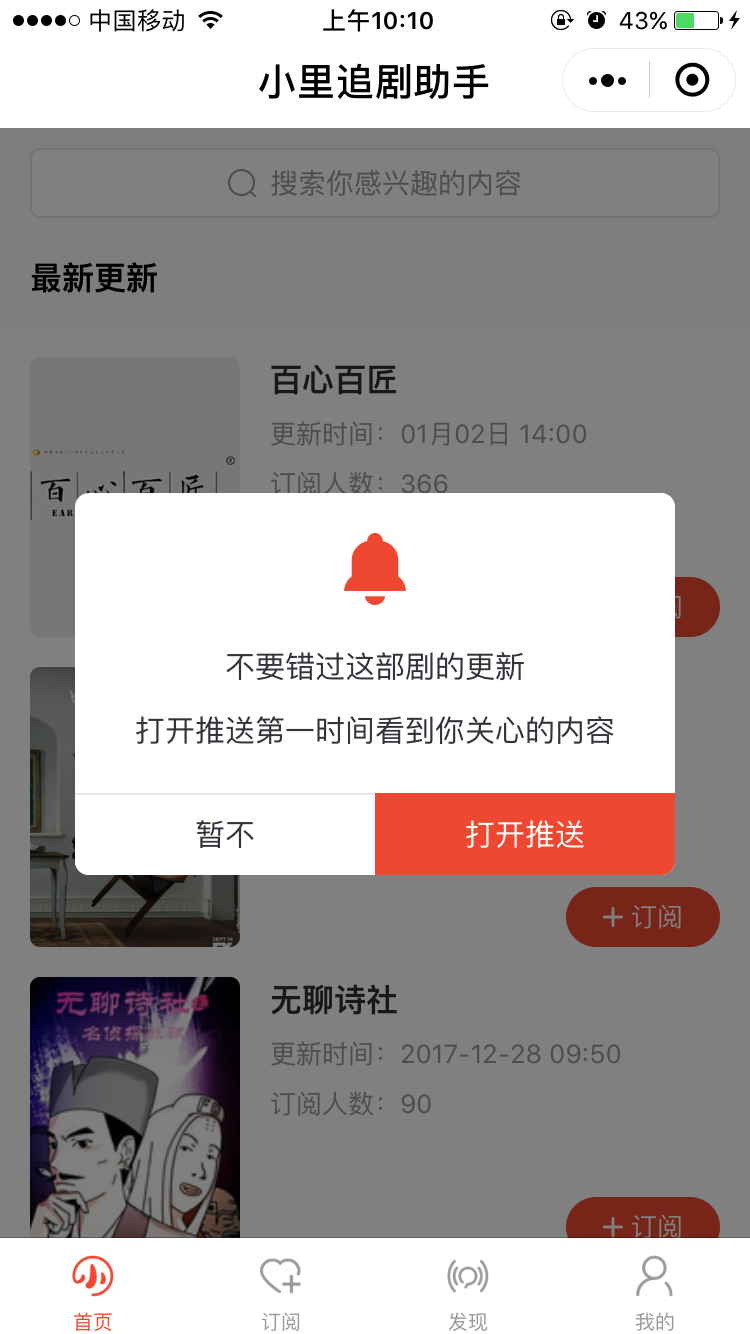 中国移动
上午10:10
43%
小里追剧助手
搜索你感兴趣的内容
最新更新
百心百匠
更新时间：01月02日 14:00
订阅人数：366
百心百匠
EAR
不要错过这部剧的更新
打开推送第一时间看到你关心的内容
暂不
打开推送
+ 订阅
SEPT 14
FX
无聊诗社
名侦探
无聊诗社
更新时间：2017-12-28 09:50
订阅人数：90
+ 订阅
首页
订阅
发现
我的